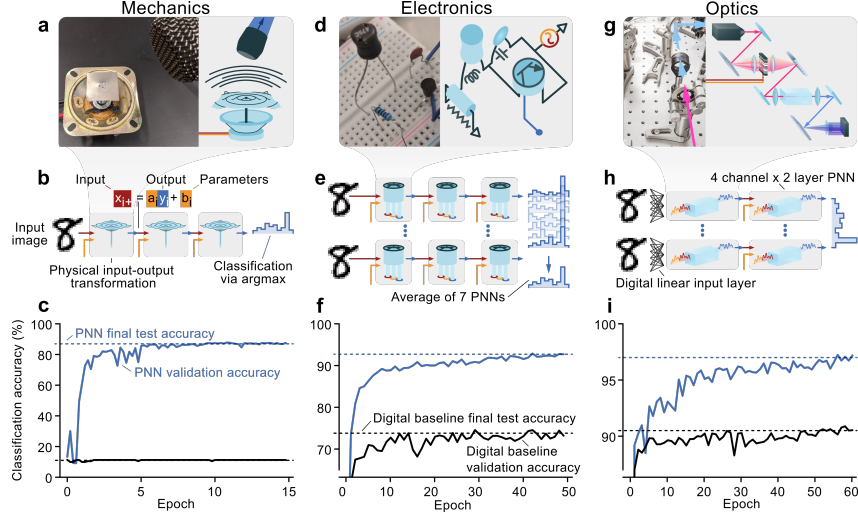 Mechanics
Electronics
Optics
a
d
g
b
Input
Output
Parameters
x i+ = a i y i + b i
Input
image
Physical input-output
transformation
Classification
via argmax
e
Average of 7 PNNs
h
4 channel x 2 layer PNN
Digital linear input layer
c
Classification accuracy (%)
100
80
60
40
20
10
0
PNN final test accuracy
PNN validation accuracy
0
5
10
15
Epoch
f
100
90
80
70
Digital baseline final test accuracy
Digital baseline
validation accuracy
0
10
20
30
40
50
Epoch
i
100
95
90
0
10
20
30
40
50
60
Epoch